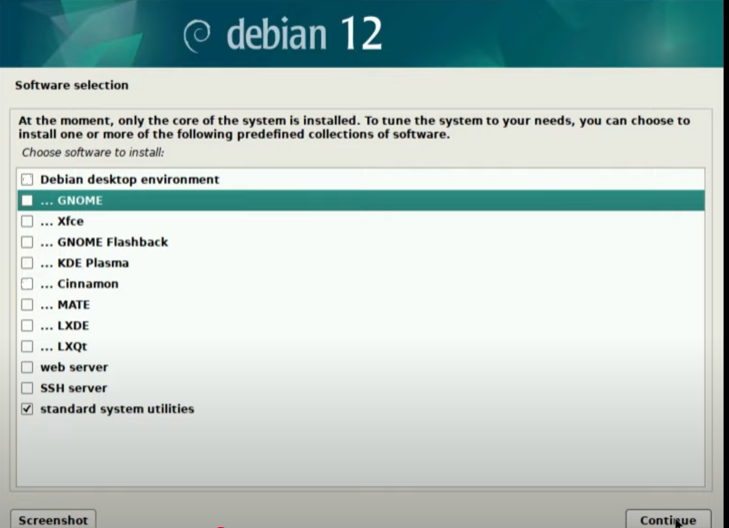 debian 12
Software selection
At the moment, only the core of the system is installed. To tune the system to your needs, you can choose to
install one or more of the following predefined collections of software.
Choose software to install:
Debian desktop environment
... GNOME
... Xfce
... GNOME Flashback
... KDE Plasma
... Cinnamon
... MATE
... LXDE
... LXQt
web server
SSH server
standard system utilities
Screenshot
Continue